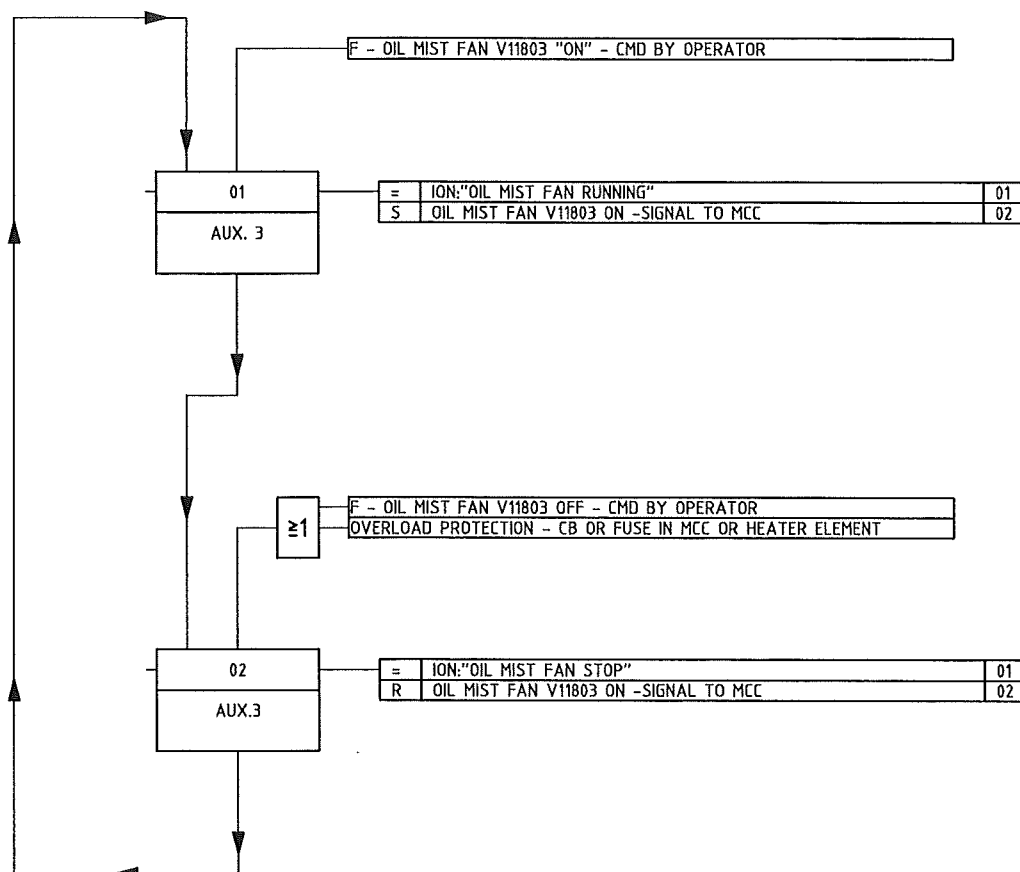 F - OIL MIST FAN V11803 "ON" - CMD BY OPERATOR
01
= ION:"OIL MIST FAN RUNNING" 01
S OIL MIST FAN V11803 ON -SIGNAL TO MCC 02
AUX. 3
≥1
F - OIL MIST FAN V11803 OFF - CMD BY OPERATOR
OVERLOAD PROTECTION - CB OR FUSE IN MCC OR HEATER ELEMENT
02
= ION:"OIL MIST FAN STOP" 01
R OIL MIST FAN V11803 ON -SIGNAL TO MCC 02
AUX.3